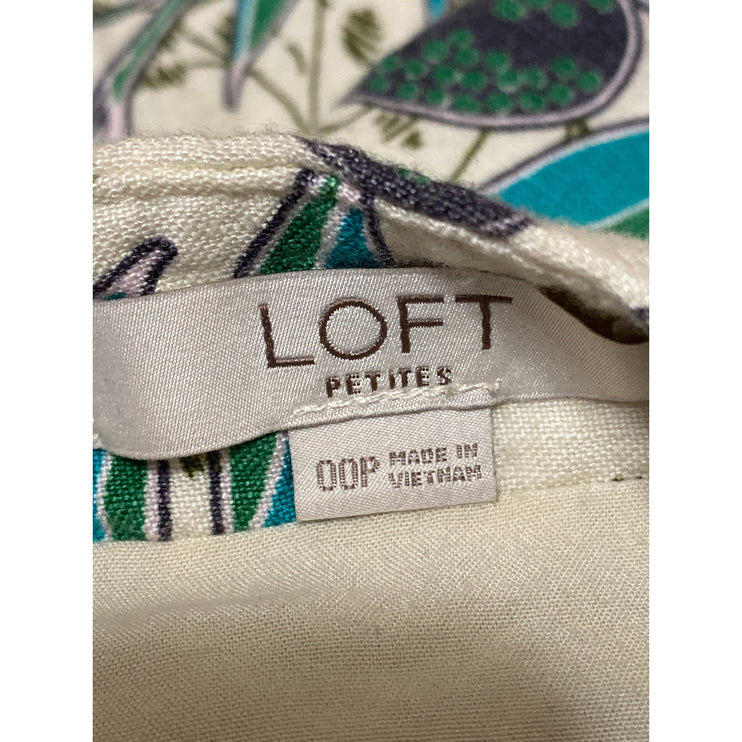 LOFT
PETITES
00P MADE IN
VIETNAM